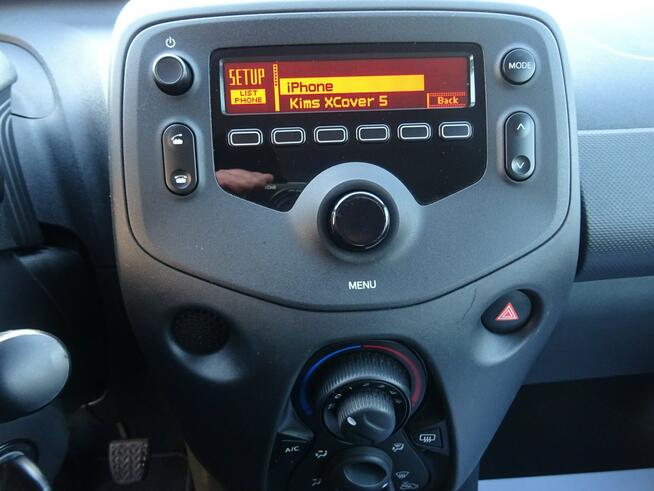 SETUP
LIST
PHONE
iPhone
Kims XCover 5
Back
MODE
MENU
A/C